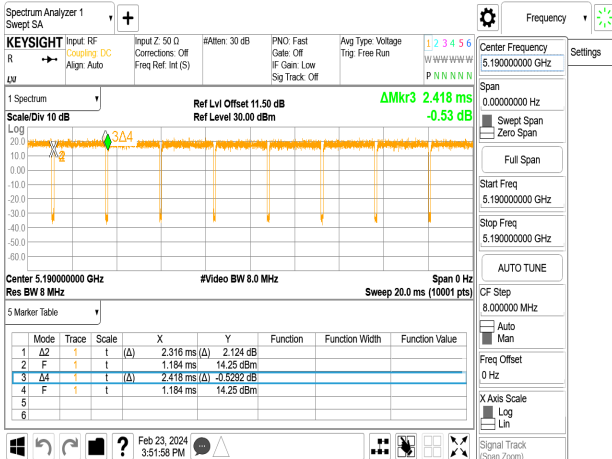 Spectrum Analyzer 1
Swept SA
Frequency
KEYSIGHT
R
Input: RF
Coupling: DC
Align: Auto
Input Z: 50 Ω
Corrections: Off
Freq Ref: Int (S)
#Atten: 30 dB
PNO: Fast
Gate: Off
IF Gain: Low
Sig Track: Off
Avg Type: Voltage
Trig: Free Run
1 2 3 4 5 6
W W W W W W
P N N N N N
LXI
1 Spectrum
Scale/Div 10 dB
Ref Lvl Offset 11.50 dB
Ref Level 30.00 dBm
ΔMkr3 2.418 ms
-0.53 dB
Log
3Δ4
20.0
10.0
0.00
-10.0
-20.0
-30.0
-40.0
-50.0
-60.0
Center 5.190000000 GHz
Res BW 8 MHz
#Video BW 8.0 MHz
Span 0 Hz
Sweep 20.0 ms (10001 pts)
5 Marker Table
Mode Trace Scale X Y Function Function Width Function Value
1 Δ2 1 t (Δ) 2.316 ms (Δ) 2.124 dB
2 F 1 t 1.184 ms 14.25 dBm
3 Δ4 1 t (Δ) 2.418 ms (Δ) -0.5292 dB
4 F 1 t 1.184 ms 14.25 dBm
5
6
Feb 23, 2024
3:51:58 PM
?
Center Frequency
5.190000000 GHz
Settings
Span
0.00000000 Hz
Swept Span
Zero Span
Full Span
Start Freq
5.190000000 GHz
Stop Freq
5.190000000 GHz
AUTO TUNE
CF Step
8.000000 MHz
Auto
Man
Freq Offset
0 Hz
X Axis Scale
Log
Lin
Signal Track
(Span Zoom)